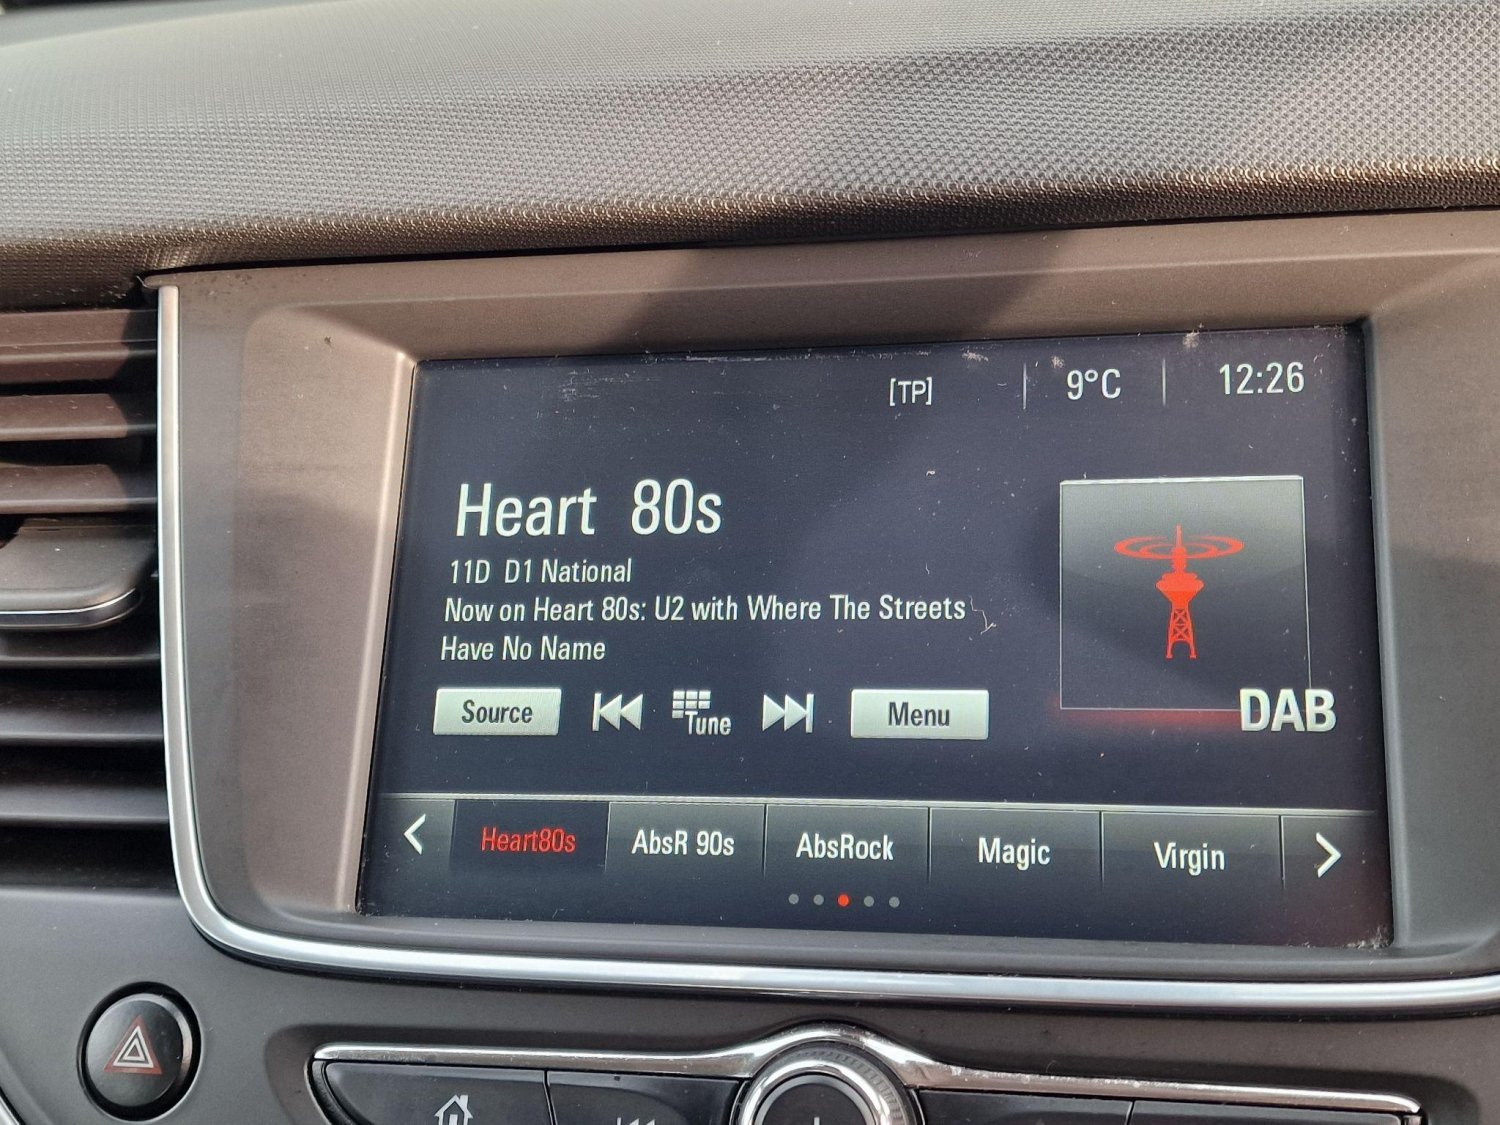 [TP] 9°C 12:26
Heart 80s
11D D1 National
Now on Heart 80s: U2 with Where The Streets
Have No Name
Source Tune Menu
DAB
Heart80s AbsR 90s AbsRock Magic Virgin